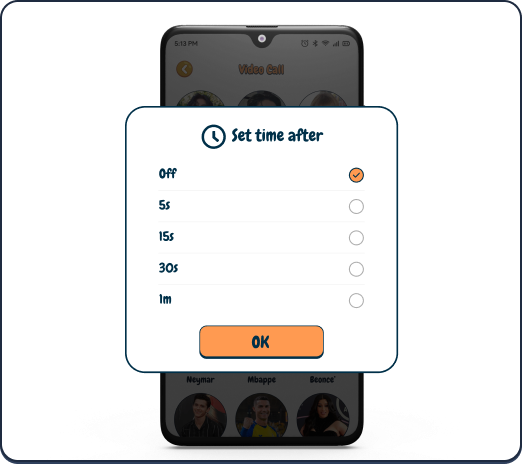 5:13 PM
Video Call
Set time after
Off
5s
15s
30s
1m
OK
Neymar
Mbappe
Beonce'